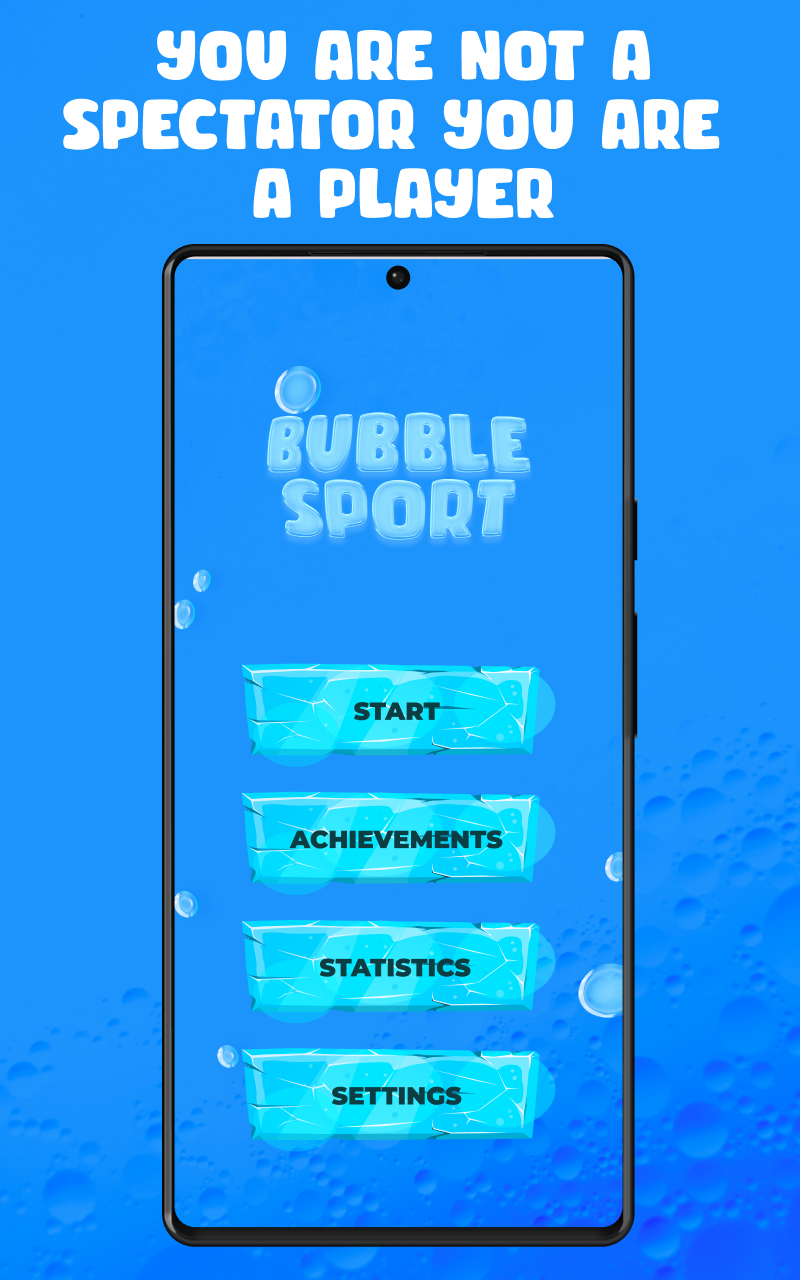 YOU ARE NOT A
SPECTATOR YOU ARE
A PLAYER
BUBBLE
SPORT
START
ACHIEVEMENTS
STATISTICS
SETTINGS